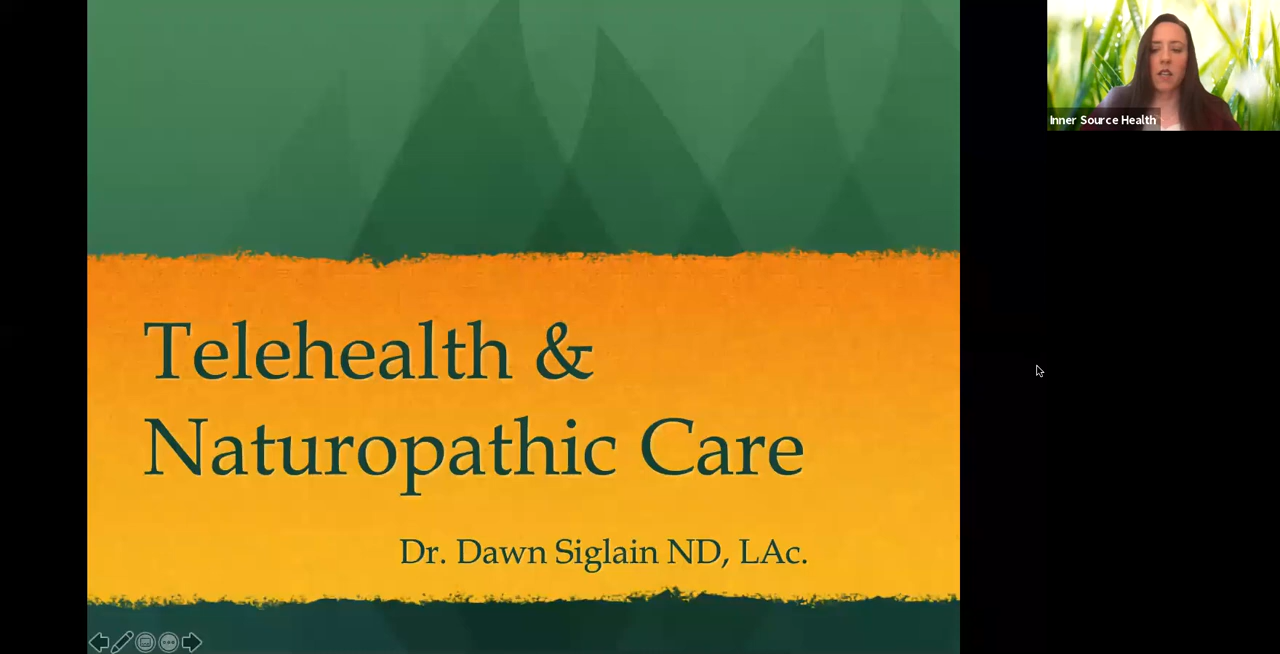 Inner Source Health
Telehealth &
Naturopathic Care
Dr. Dawn Siglain ND, LAc.